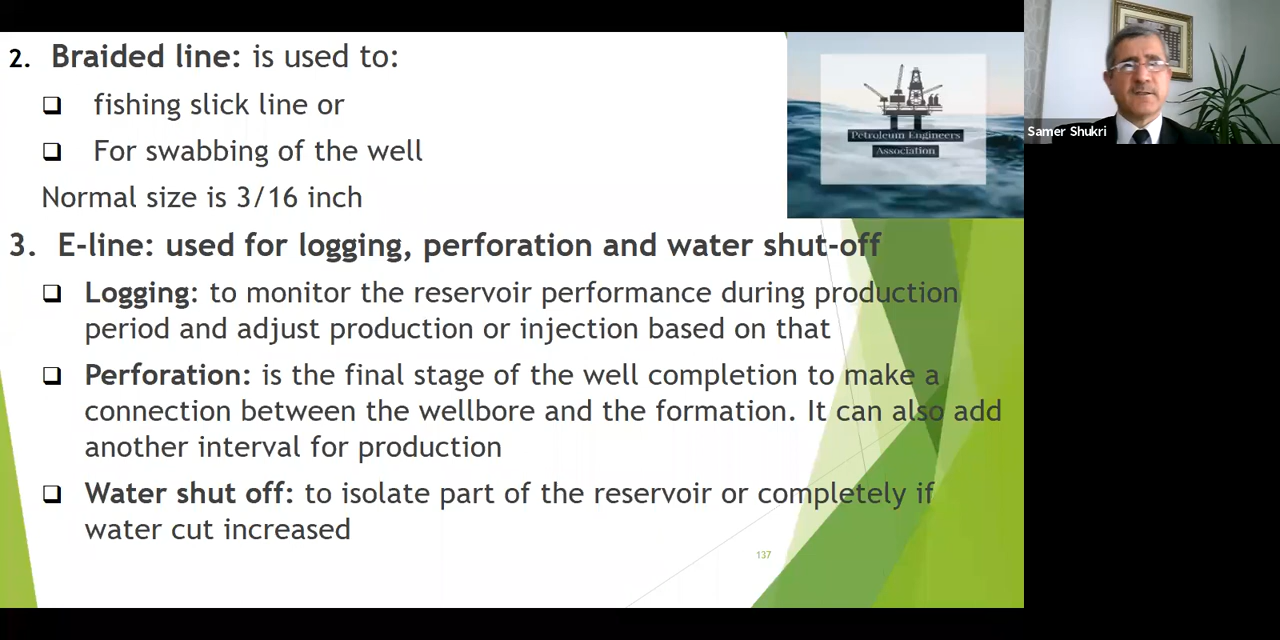 2. Braided line: is used to:
❑ fishing slick line or
❑ For swabbing of the well
Normal size is 3/16 inch
3. E-line: used for logging, perforation and water shut-off
❑ Logging: to monitor the reservoir performance during production
period and adjust production or injection based on that
❑ Perforation: is the final stage of the well completion to make a
connection between the wellbore and the formation. It can also add
another interval for production
❑ Water shut off: to isolate part of the reservoir or completely if
water cut increased
137
Petroleum Engineers
Association
Samer Shukri